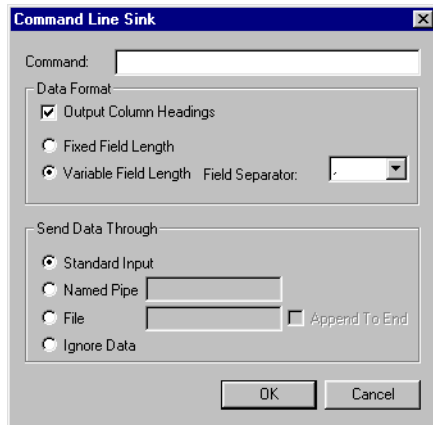 Command Line Sink
Command:
Data Format
Output Column Headings
Fixed Field Length
Variable Field Length Field Separator: ,
Send Data Through
Standard Input
Named Pipe
File Append To End
Ignore Data
OK Cancel